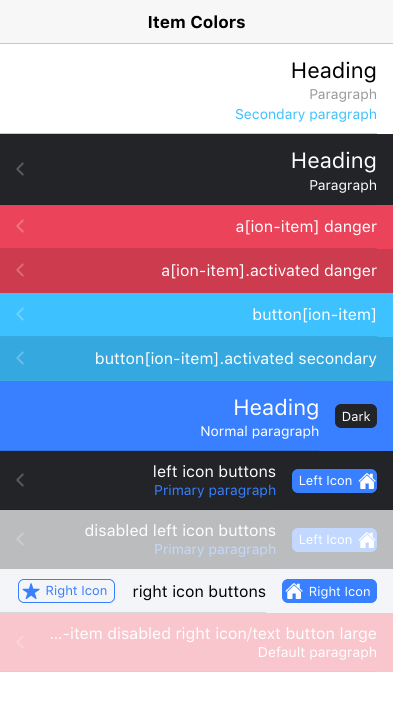 Item Colors
Heading
Paragraph
Secondary paragraph
Heading
Paragraph
a[ion-item] danger
a[ion-item].activated danger
button[ion-item]
button[ion-item].activated secondary
Heading
Dark
Normal paragraph
left icon buttons
Left Icon
Primary paragraph
disabled left icon buttons
Left Icon
Primary paragraph
Right Icon right icon buttons Right Icon
...-item disabled right icon/text button large
Default paragraph